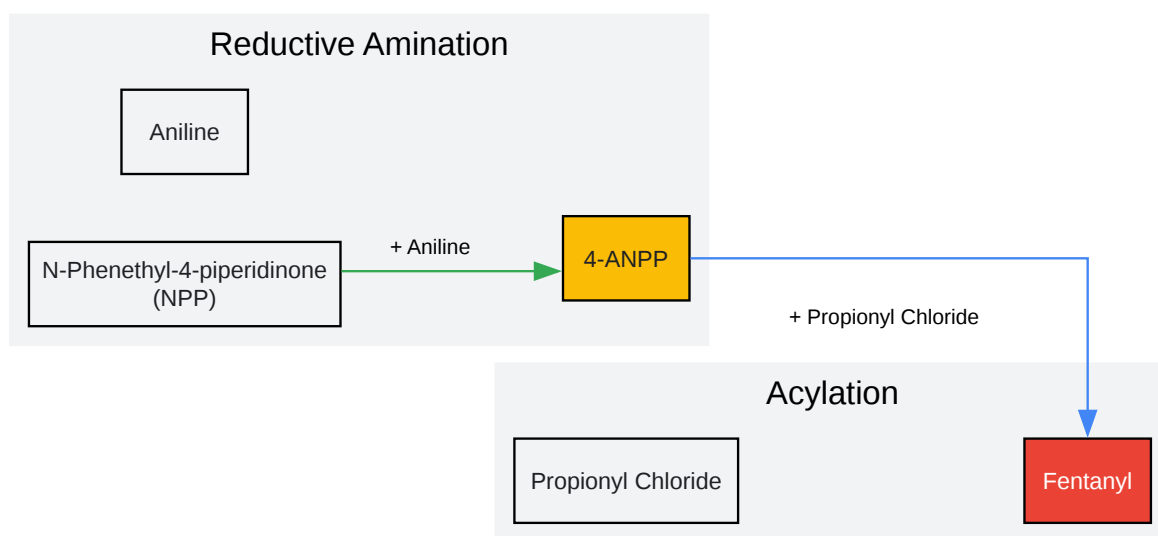 Reductive Amination
Aniline
N-Phenethyl-4-piperidinone
(NPP)
+ Aniline
4-ANPP
+ Propionyl Chloride
Acylation
Propionyl Chloride
Fentanyl